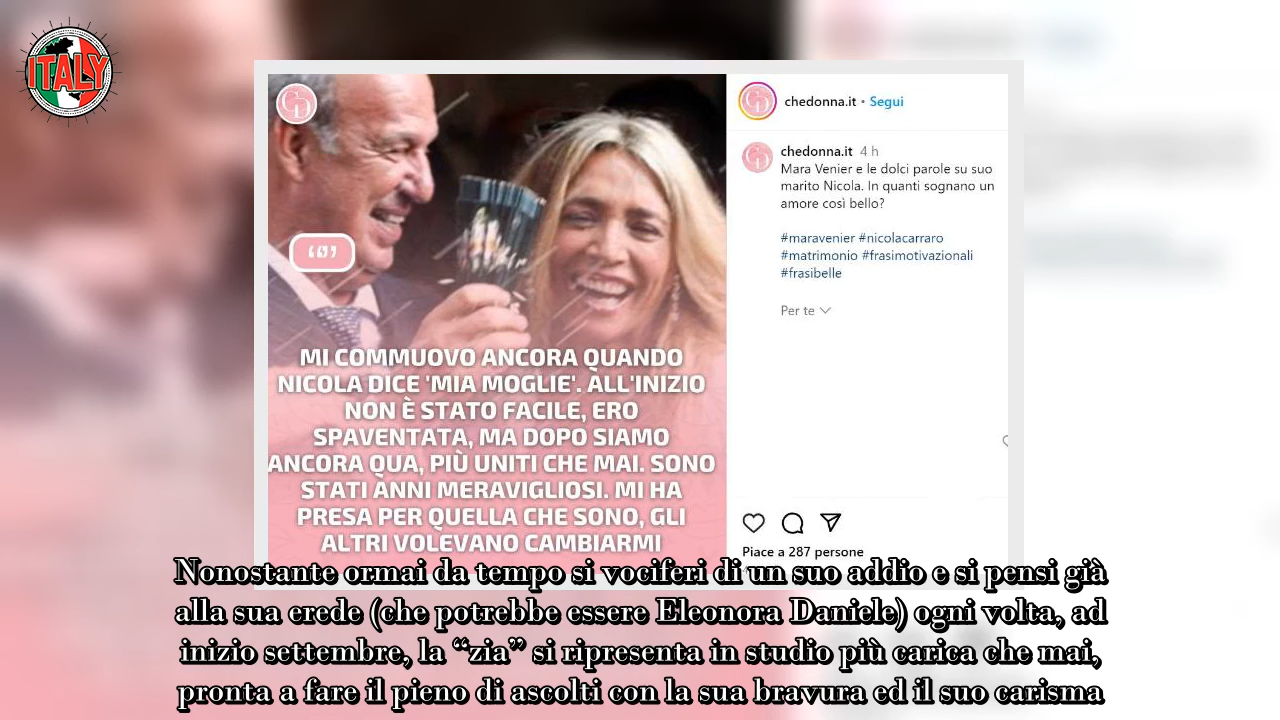 ITALY
CD
chedonna.it • Segui
chedonna.it 4 h
Mara Venier e le dolci parole su suo
marito Nicola. In quanti sognano un
amore così bello?
#maravenier #nicolacarraro
#matrimonio #frasimotivazionali
#frasibelle
Per te
MI COMMUOVO ANCORA QUANDO
NICOLA DICE 'MIA MOGLIE'. ALL'INIZIO
NON È STATO FACILE, ERO
SPAVENTATA, MA DOPO SIAMO
ANCORA QUA, PIÙ UNITI CHE MAI. SONO
STATI ANNI MERAVIGLIOSI. MI HA
PRESA PER QUELLA CHE SONO, GLI
ALTRI VOLEVANO CAMBIARMI
Piace a 287 persone
Nonostante ormai da tempo si vociferi di un suo addio e si pensi già
alla sua erede (che potrebbe essere Eleonora Daniele) ogni volta, ad
inizio settembre, la “zia” si ripresenta in studio più carica che mai,
pronta a fare il pieno di ascolti con la sua bravura ed il suo carisma